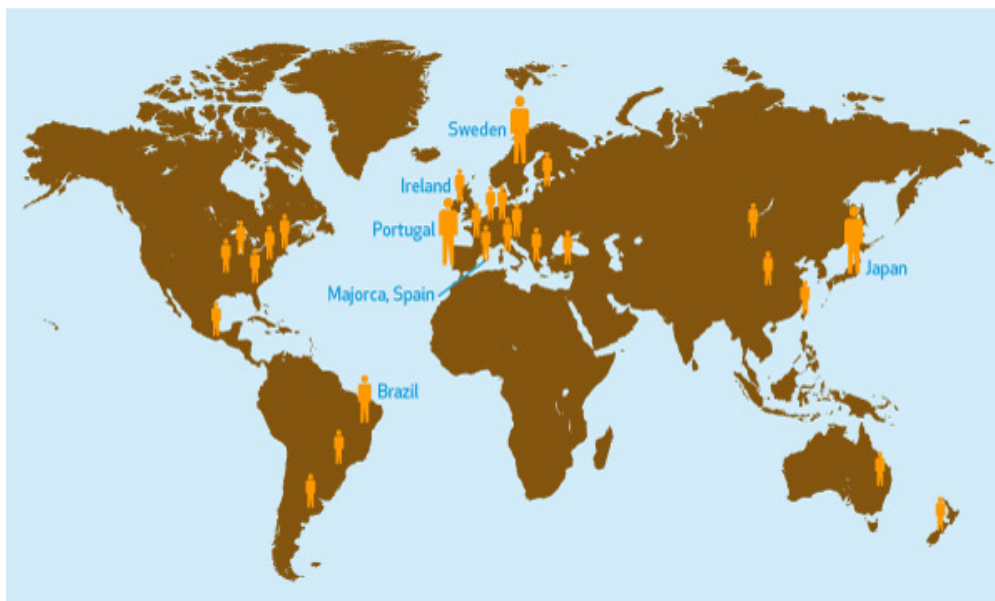 Sweden
Ireland
Portugal
Majorca, Spain
Japan
Brazil